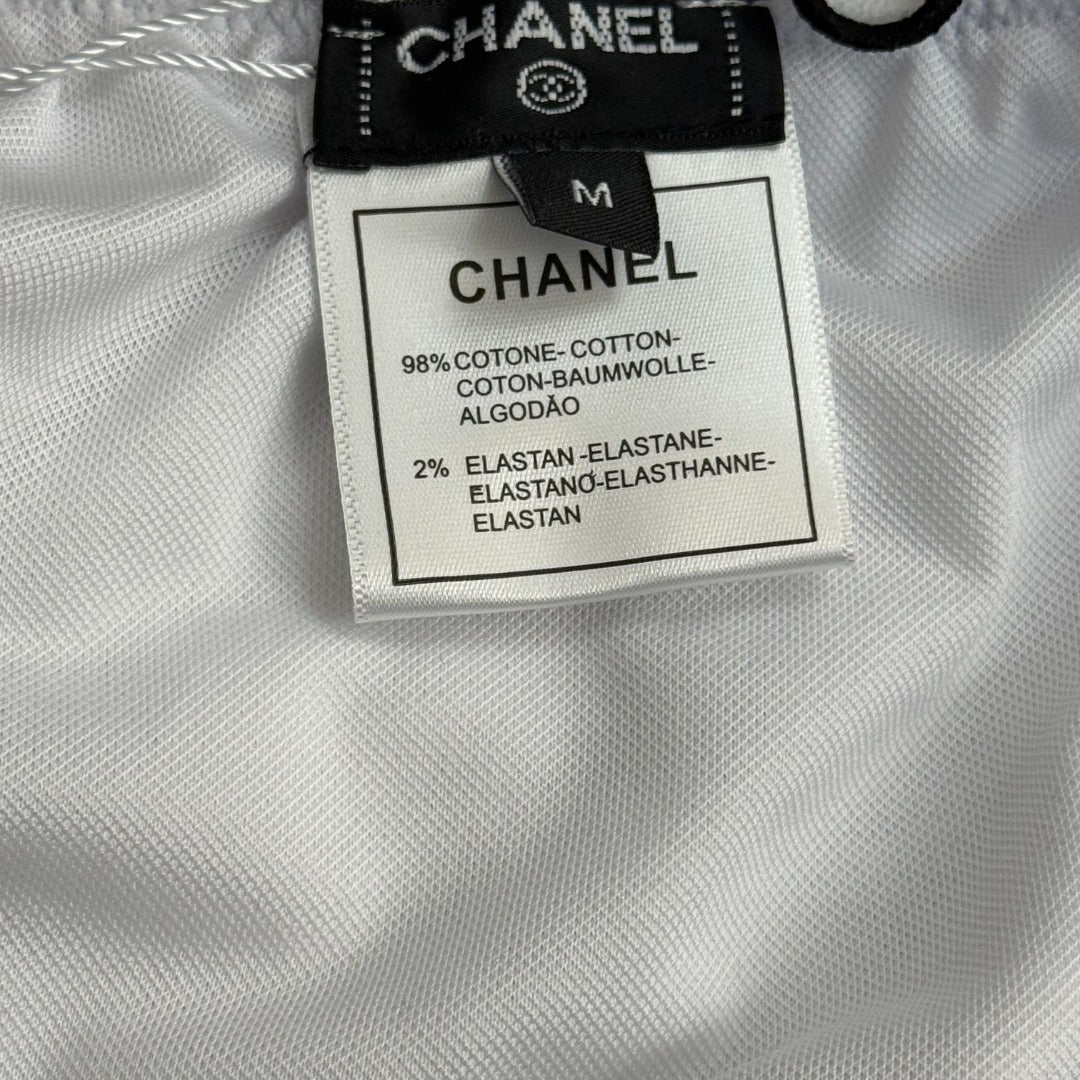 CHANEL
M
CHANEL
98% COTONE- COTTON-
COTON-BAUMWOLLE-
ALGODÃO
2% ELASTAN -ELASTANE-
ELASTANO-ELASTHANNE-
ELASTAN